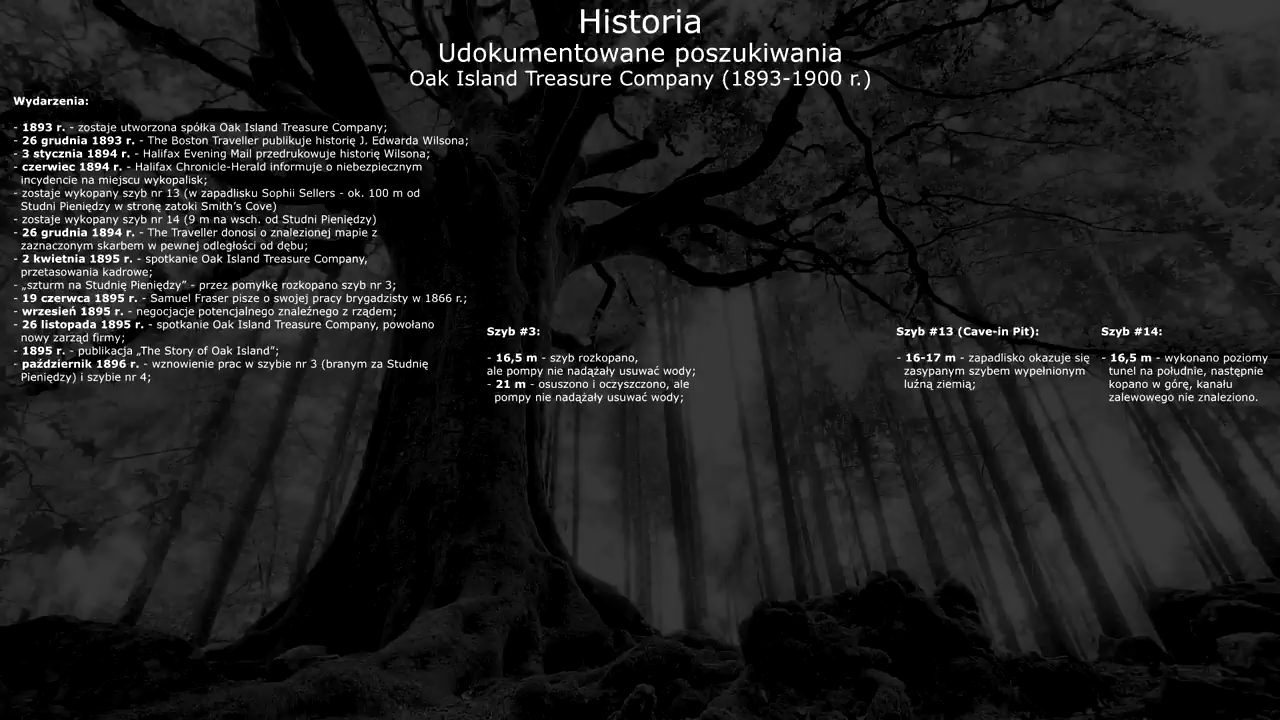 Historia
Udokumentowane poszukiwania
Oak Island Treasure Company (1893-1900 r.)
Wydarzenia:
- 1893 r. - zostaje utworzona spółka Oak Island Treasure Company;
- 26 grudnia 1893 r. - The Boston Traveller publikuje historię J. Edwarda Wilsona;
- 3 stycznia 1894 r. - Halifax Evening Mail przedrukowuje historię Wilsona;
- czerwiec 1894 r. - Halifax Chronicle-Herald informuje o niebezpiecznym
incydencie na miejscu wykopalisk;
- zostaje wykopany szyb nr 13 (w zapadlisku Sophii Sellers - ok. 100 m od
Studni Pieniędzy w stronę zatoki Smith's Cove)
- zostaje wykopany szyb nr 14 (9 m na wsch. od Studni Pieniędzy)
- 26 grudnia 1894 r. - The Traveller donosi o znalezionej mapie z
zaznaczonym skarbem w pewnej odległości od dębu;
- 2 kwietnia 1895 r. - spotkanie Oak Island Treasure Company,
przetasowania kadrowe;
- „szturm na Studnię Pieniędzy” - przez pomyłkę rozkopano szyb nr 3;
- 19 czerwca 1895 r. - Samuel Fraser pisze o swojej pracy brygadzisty w 1866 r.;
- wrzesień 1895 r. - negocjacje potencjalnego znaleźnego z rządem;
- 26 listopada 1895 r. - spotkanie Oak Island Treasure Company, powołano
nowy zarząd firmy;
- 1895 r. - publikacja „The Story of Oak Island”;
- październik 1896 r. - wznowienie prac w szybie nr 3 (branym za Studnię
Pieniędzy) i szybie nr 4;
Szyb #3:
- 16,5 m - szyb rozkopano,
ale pompy nie nadążały usuwać wody;
- 21 m - osuszono i oczyszczono, ale
pompy nie nadążały usuwać wody;
Szyb #13 (Cave-in Pit):
- 16-17 m - zapadlisko okazuje się
zasypanym szybem wypełnionym
luźną ziemią;
Szyb #14:
- 16,5 m - wykonano poziomy
tunel na południe, następnie
kopano w górę, kanału
zalewowego nie znaleziono.